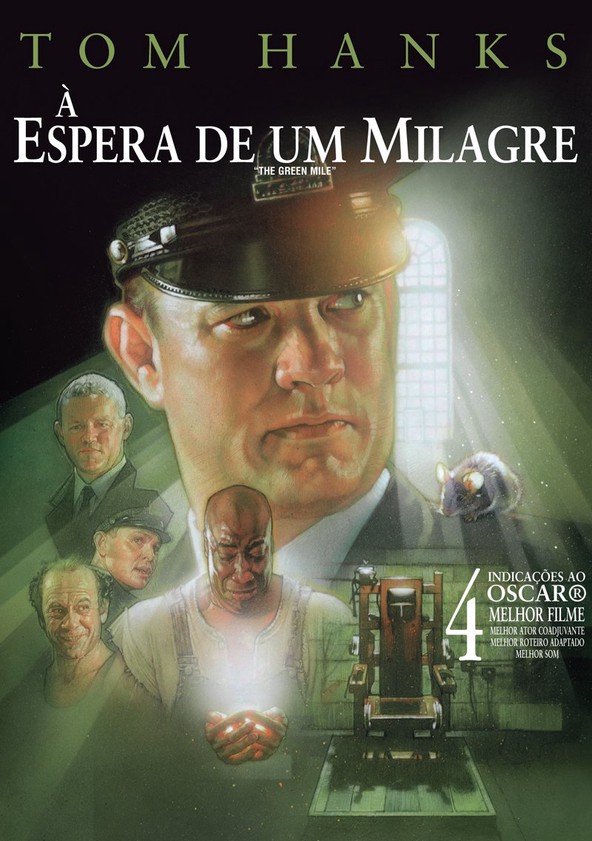 TOM HANKS
À
ESPERA DE UM MILAGRE
"THE GREEN MILE"
4
INDICAÇÕES AO
OSCAR®
MELHOR FILME
MELHOR ATOR COADJUVANTE
MELHOR ROTEIRO ADAPTADO
MELHOR SOM